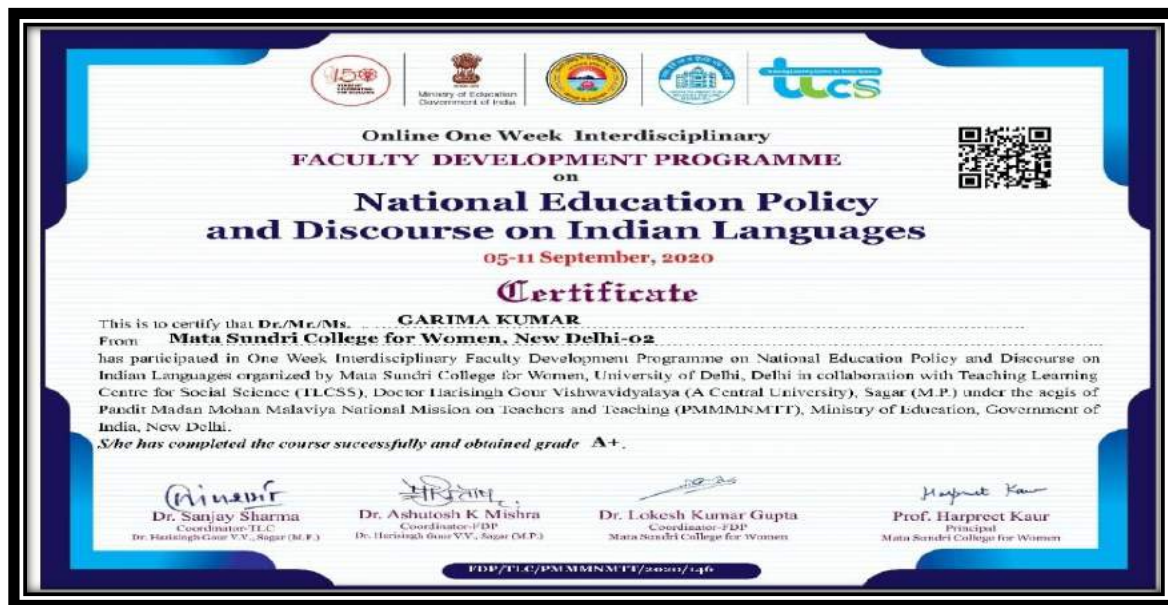 Ministry of Education
Government of India
Online One Week Interdisciplinary
FACULTY DEVELOPMENT PROGRAMME
on
National Education Policy
and Discourse on Indian Languages
05-11 September, 2020
Certificate
This is to certify that Dr./Mr./Ms. GARIMA KUMAR
From Mata Sundri College for Women, New Delhi-02
has participated in One Week Interdisciplinary Faculty Development Programme on National Education Policy and Discourse on
Indian Languages organized by Mata Sundri College for Women, University of Delhi, Delhi in collaboration with Teaching Learning
Centre for Social Science (TLCSS), Doctor Harisingh Gour Vishwavidyalaya (A Central University), Sagar (M.P.) under the aegis of
Pandit Madan Mohan Malaviya National Mission on Teachers and Teaching (PMMMNMTT), Ministry of Education, Government of
India, New Delhi.
S/he has completed the course successfully and obtained grade A+.
Harpreet Kaur
Dr. Sanjay Sharma
Coordinator-TLC
Dr. Harisingh Gour V.V., Sagar (M.P.)
Dr. Ashutosh K Mishra
Coordinator-FDP
Dr. Harisingh Gour V.V., Sagar (M.P.)
Dr. Lokesh Kumar Gupta
Coordinator-FDP
Mata Sundri College for Women
Prof. Harpreet Kaur
Principal
Mata Sundri College for Women
FDP/TLC/PMMMNMTT/2020/146